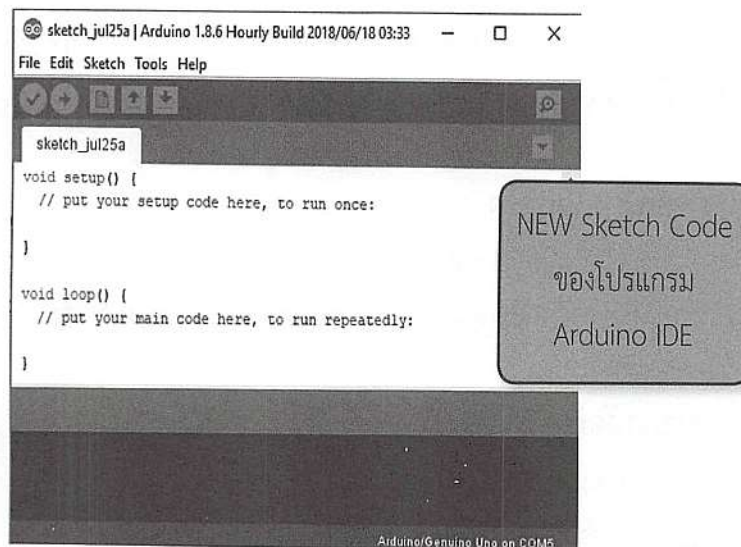 sketch_jul25a | Arduino 1.8.6 Hourly Build 2018/06/18 03:33
File Edit Sketch Tools Help
sketch_jul25a
void setup() {
// put your setup code here, to run once:
}
void loop() {
// put your main code here, to run repeatedly:
}
NEW Sketch Code
ของโปรแกรม
Arduino IDE
Arduino/Genuino Uno on COM5